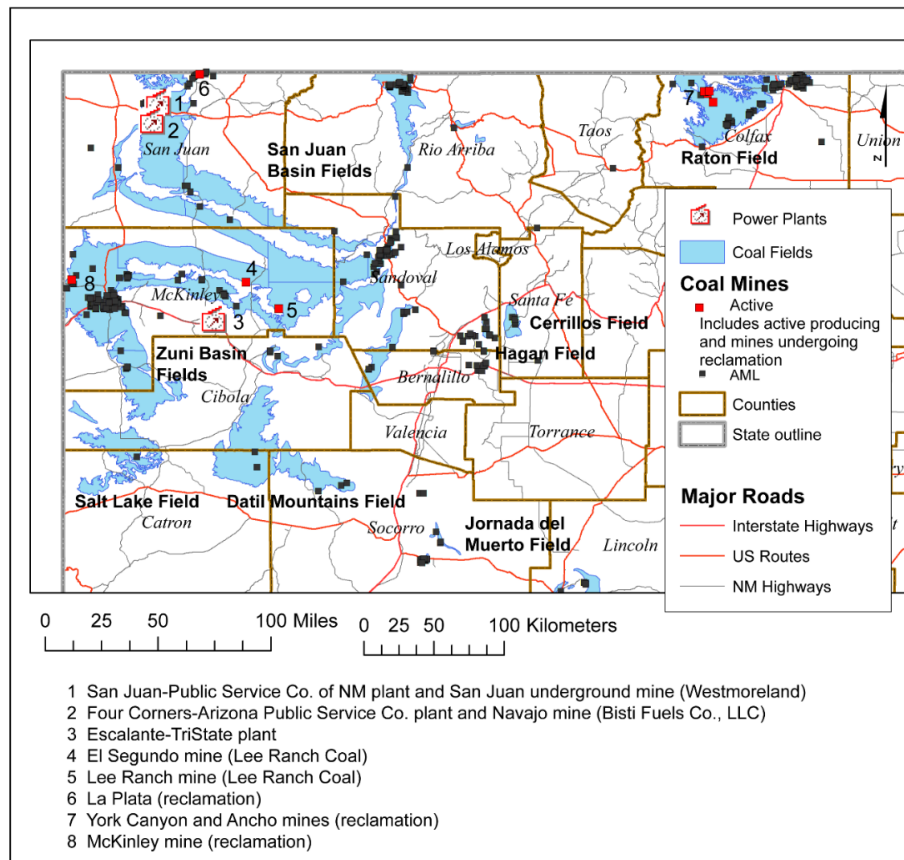 6
1
2
San Juan
San Juan
Basin Fields
Rio Arriba
Taos
7
Colfax
Union
Raton Field
N
Power Plants
Coal Fields
Coal Mines
Active
Includes active producing
and mines undergoing
reclamation
AML
Counties
State outline
Major Roads
Interstate Highways
US Routes
NM Highways
Los Alamos
Sandoval
8
4
McKinley
5
3
Santa Fe
Cerrillos Field
Hagan Field
Zuni Basin
Fields
Bernalillo
Cibola
Valencia
Torrance
Salt Lake Field
Datil Mountains Field
Catron
Socorro
Jornada del
Muerto Field
Lincoln
0 25 50 100 Miles
0 25 50 100 Kilometers
1 San Juan-Public Service Co. of NM plant and San Juan underground mine (Westmoreland)
2 Four Corners-Arizona Public Service Co. plant and Navajo mine (Bisti Fuels Co., LLC)
3 Escalante-TriState plant
4 El Segundo mine (Lee Ranch Coal)
5 Lee Ranch mine (Lee Ranch Coal)
6 La Plata (reclamation)
7 York Canyon and Ancho mines (reclamation)
8 McKinley mine (reclamation)